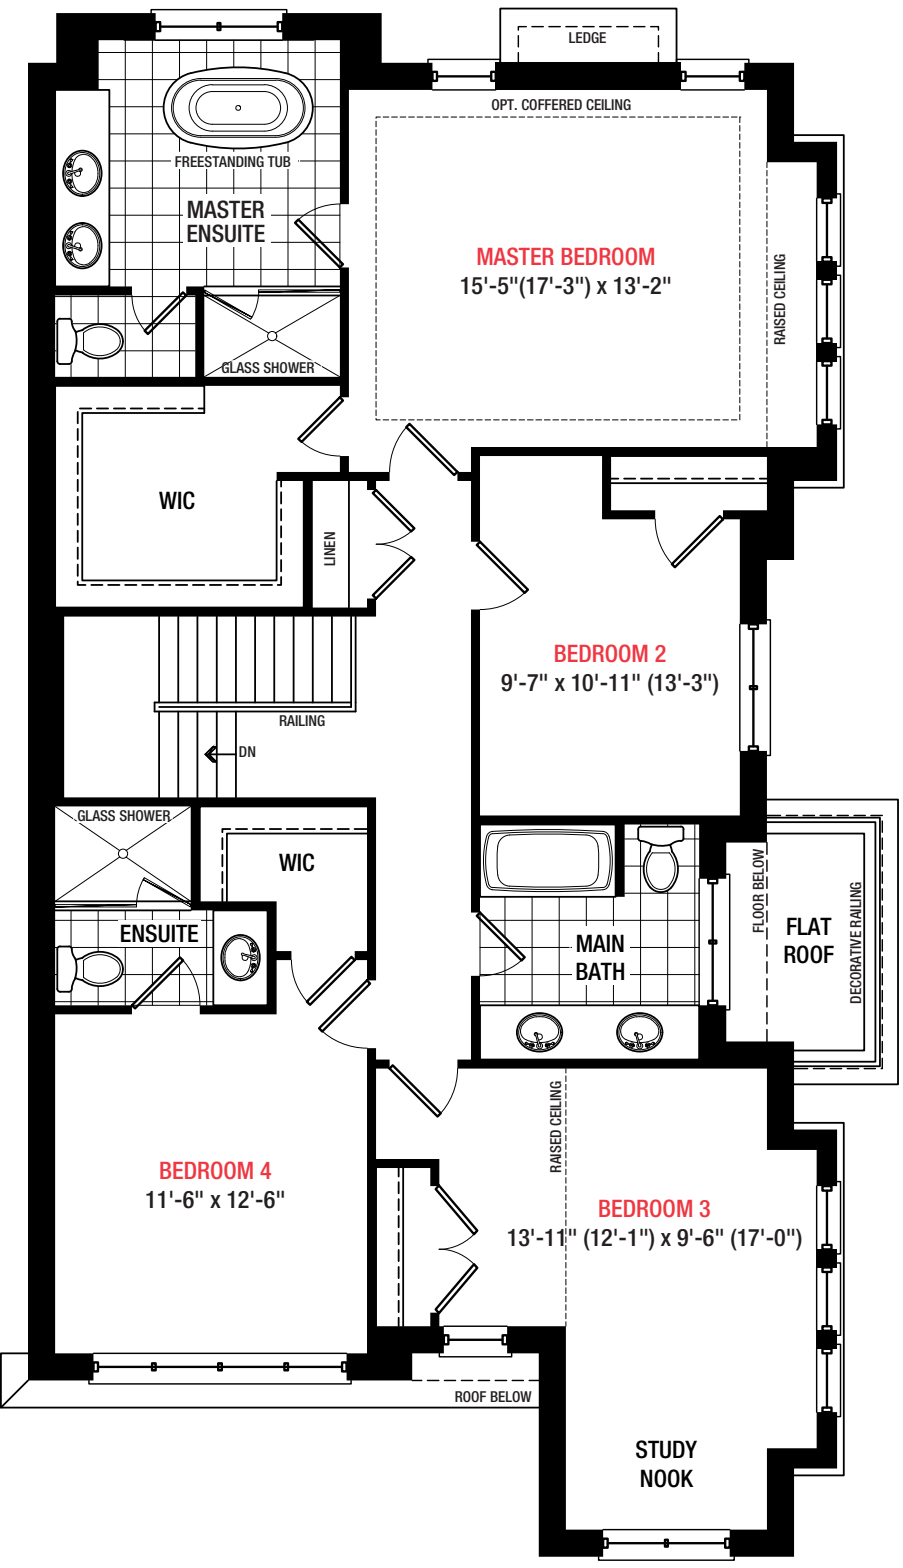 LEDGE
OPT. COFFERED CEILING
FREESTANDING TUB
MASTER
ENSUITE
MASTER BEDROOM
15'-5"(17'-3") x 13'-2"
RAISED CEILING
GLASS SHOWER
WIC
LINEN
BEDROOM 2
9'-7" x 10'-11" (13'-3")
RAILING
DN
GLASS SHOWER
WIC
ENSUITE
MAIN
BATH
FLOOR BELOW
FLAT
ROOF
DECORATIVE RAILING
RAISED CEILING
BEDROOM 4
11'-6" x 12'-6"
BEDROOM 3
13'-11" (12'-1") x 9'-6" (17'-0")
ROOF BELOW
STUDY
NOOK